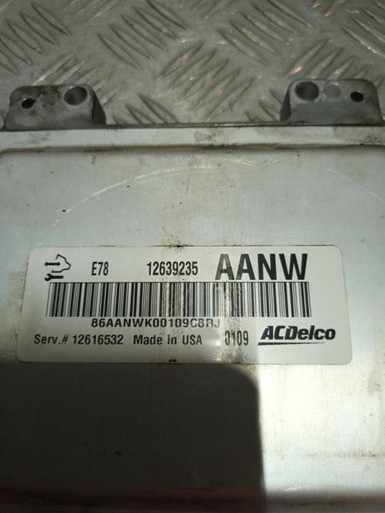 E78 12639235 AANW
86AANWK00109C8RJ
Serv.# 12616532 Made in USA 0109 ACDelco